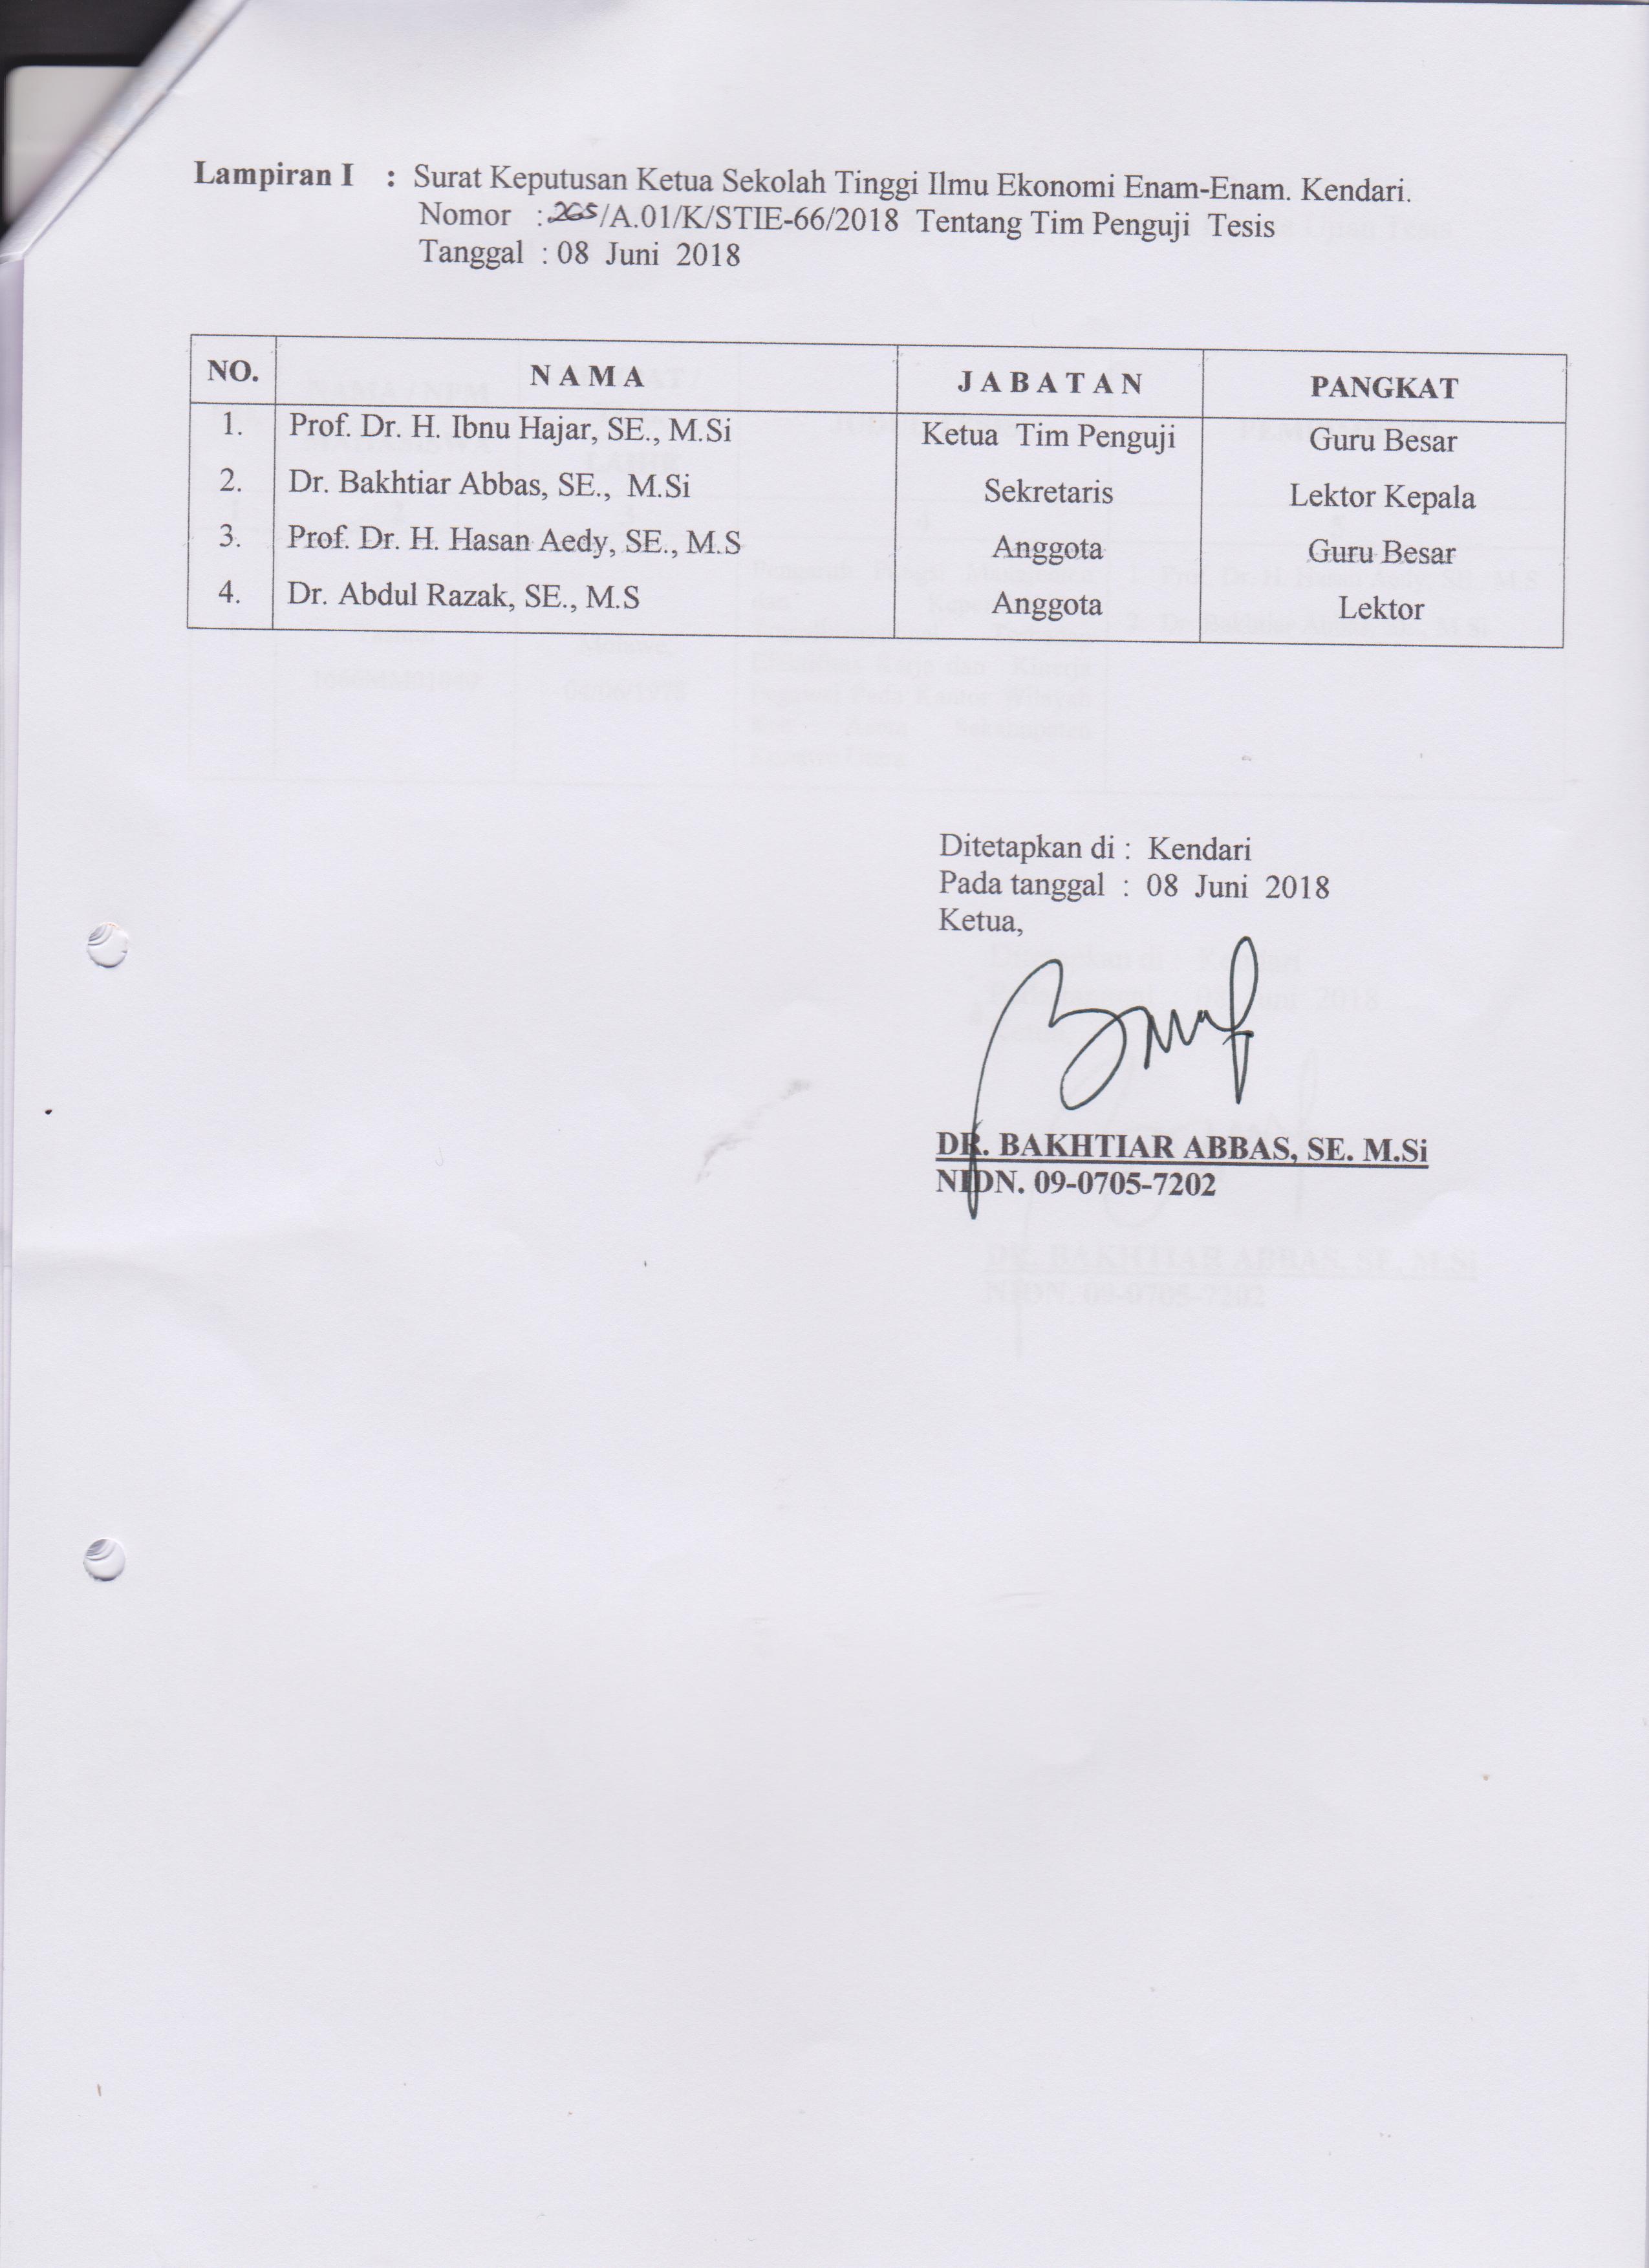 Lampiran I : Surat Keputusan Ketua Sekolah Tinggi Ilmu Ekonomi Enam-Enam. Kendari.
Nomor : 265/A.01/K/STIE-66/2018 Tentang Tim Penguji Tesis
Tanggal : 08 Juni 2018
NO. N A M A J A B A T A N PANGKAT
1. Prof. Dr. H. Ibnu Hajar, SE., M.Si Ketua Tim Penguji Guru Besar
2. Dr. Bakhtiar Abbas, SE., M.Si Sekretaris Lektor Kepala
3. Prof. Dr. H. Hasan Aedy, SE., M.S Anggota Guru Besar
4. Dr. Abdul Razak, SE., M.S Anggota Lektor
Ditetapkan di : Kendari
Pada tanggal : 08 Juni 2018
Ketua,
DR. BAKHTIAR ABBAS, SE. M.Si
NIDN. 09-0705-7202